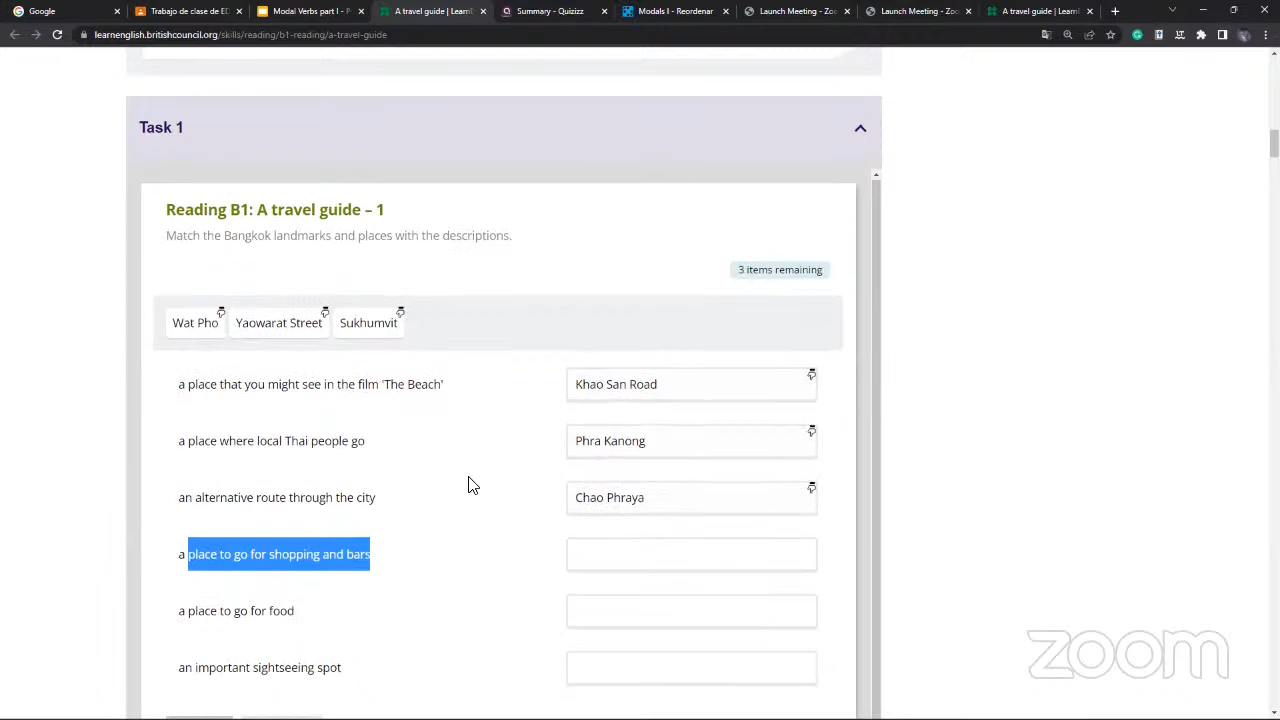 Google
Trabajo de clase de ED
Modal Verbs part I - P
A travel guide | Learn
Summary - Quizizz
Modals I - Reordenar
Launch Meeting -
Launch Meeting - Zoo
A travel guide | Learn
learnenglish.britishcouncil.org/skills/reading/b1-reading/a-travel-guide
Task 1
Reading B1: A travel guide – 1
Match the Bangkok landmarks and places with the descriptions.
3 items remaining
Wat Pho Yaowarat Street Sukhumvit
a place that you might see in the film 'The Beach' Khao San Road
a place where local Thai people go Phra Kanong
an alternative route through the city Chao Phraya
a place to go for shopping and bars
a place to go for food
an important sightseeing spot
zoom